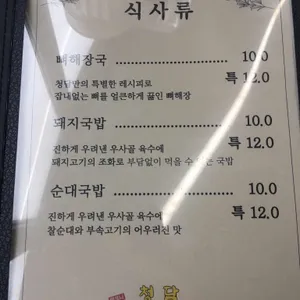 식사류
뼈해장국 10.0
특 12.0
청담만의 특별한 레시피로
잡내없는 뼈를 얼큰하게 끓인 뼈해장
돼지국밥 10.0
특 12.0
진하게 우려낸 우사골 육수에
돼지고기의 조화로 부담없이 먹을 수 는 국밥
순대국밥 10.0
특 12.0
진하게 우려낸 우사골 육수에
찰순대와 부속고기의 어우러진 맛
청담